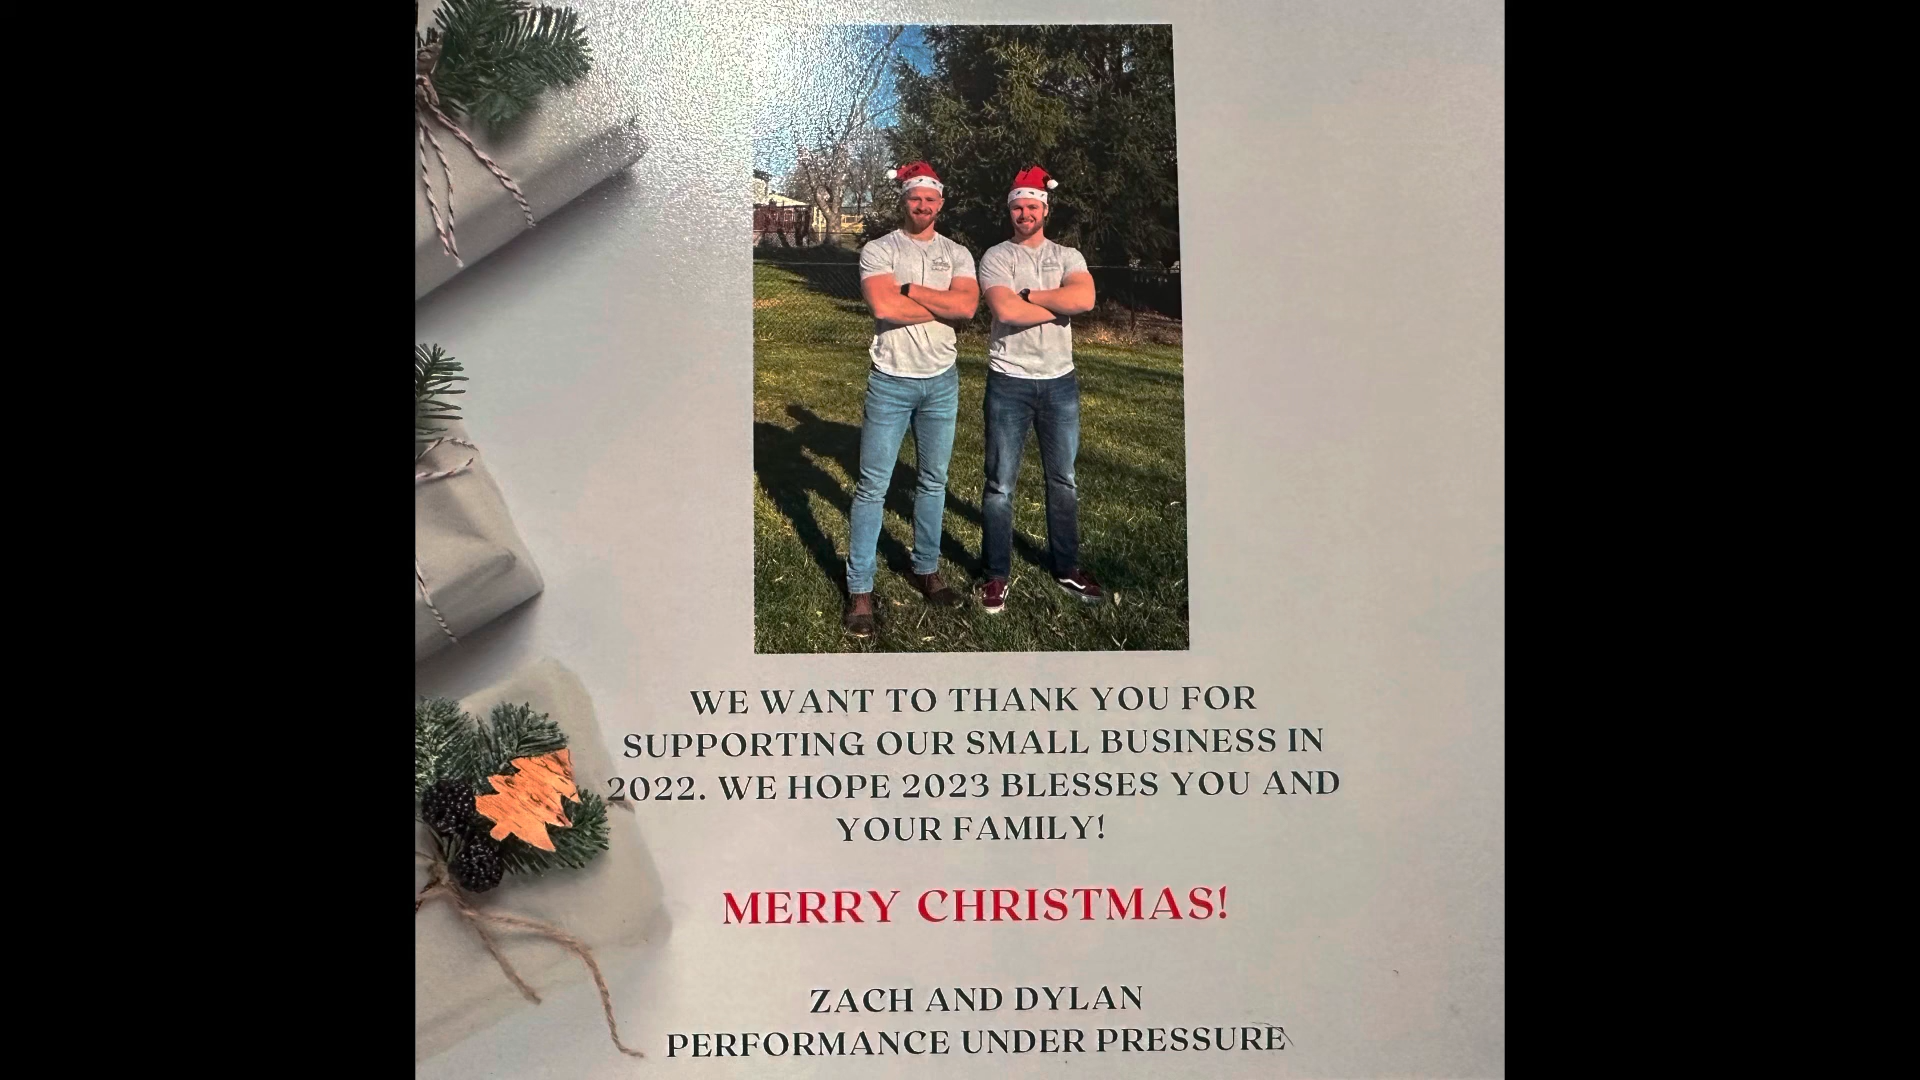 WE WANT TO THANK YOU FOR
SUPPORTING OUR SMALL BUSINESS IN
2022. WE HOPE 2023 BLESSES YOU AND
YOUR FAMILY!
MERRY CHRISTMAS!
ZACH AND DYLAN
PERFORMANCE UNDER PRESSURE